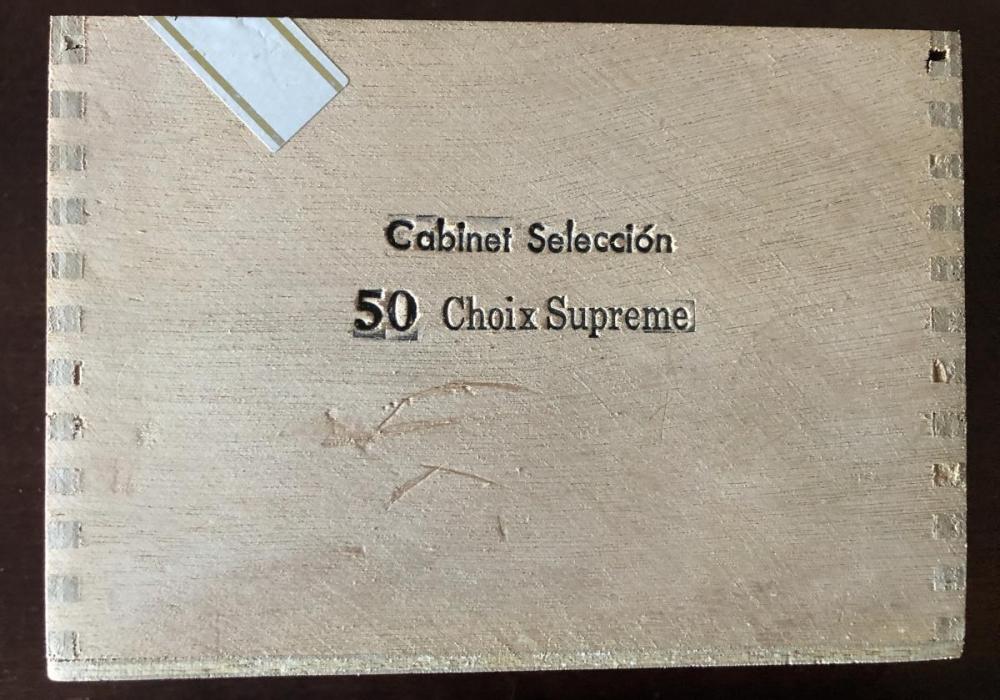 Cabinet Selección
50 Choix Supreme